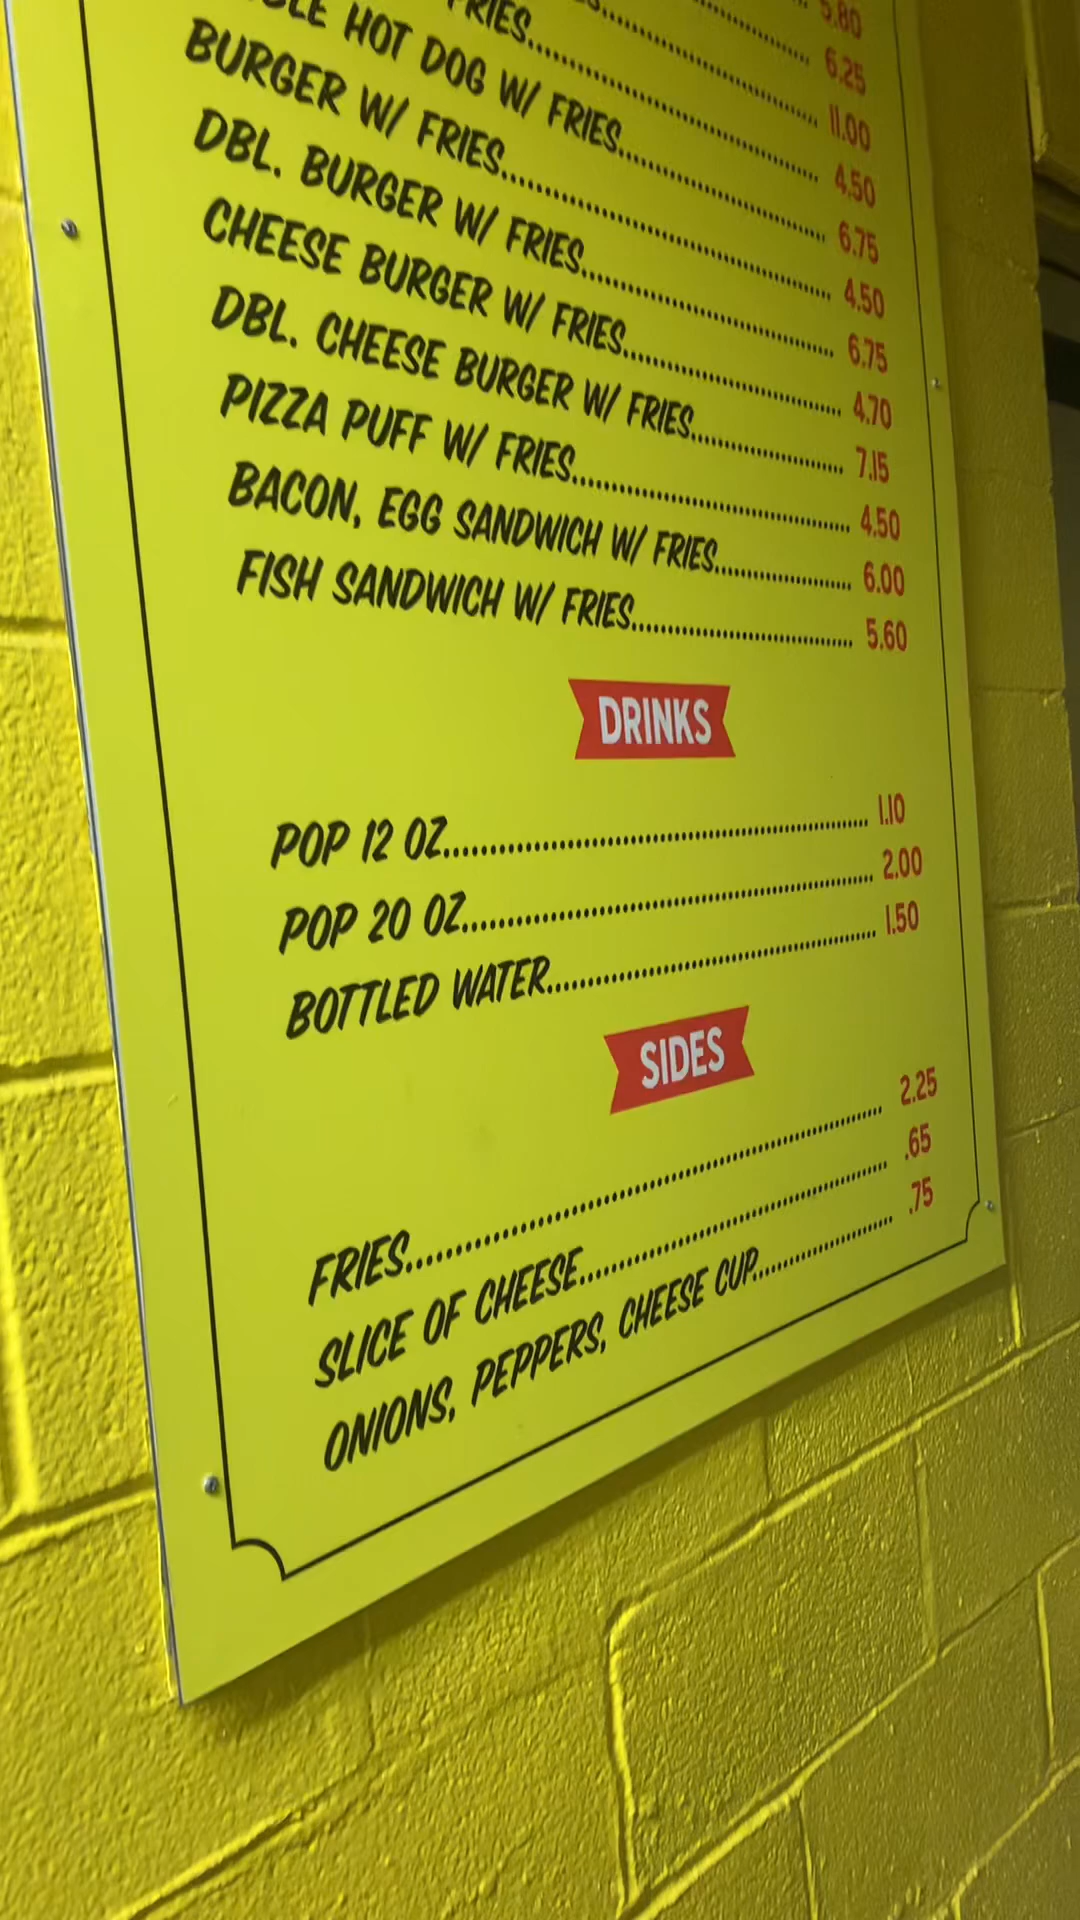 5.80
6.25
11.00
FRIES 4.50
HOT DOG W/ FRIES 6.75
BURGER W/ FRIES 4.50
DBL. BURGER W/ FRIES 6.75
CHEESE BURGER W/ FRIES 4.70
DBL. CHEESE BURGER W/ FRIES 7.15
PIZZA PUFF W/ FRIES 4.50
BACON, EGG SANDWICH W/ FRIES 6.00
FISH SANDWICH W/ FRIES 5.60
DRINKS
POP 12 OZ 1.10
POP 20 OZ 2.00
BOTTLED WATER 1.50
SIDES
FRIES 2.25
SLICE OF CHEESE .65
ONIONS, PEPPERS, CHEESE CUP .75